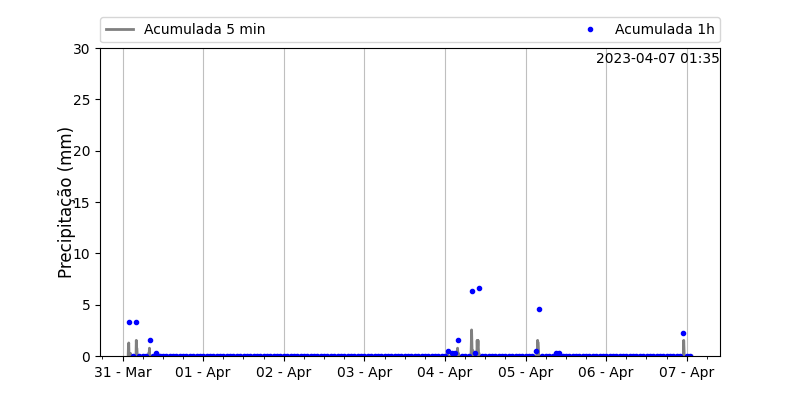 Acumulada 5 min
Acumulada 1h
2023-04-07 01:35
Precipitação (mm)
30
25
20
15
10
5
0
31 - Mar
01 - Apr
02 - Apr
03 - Apr
04 - Apr
05 - Apr
06 - Apr
07 - Apr